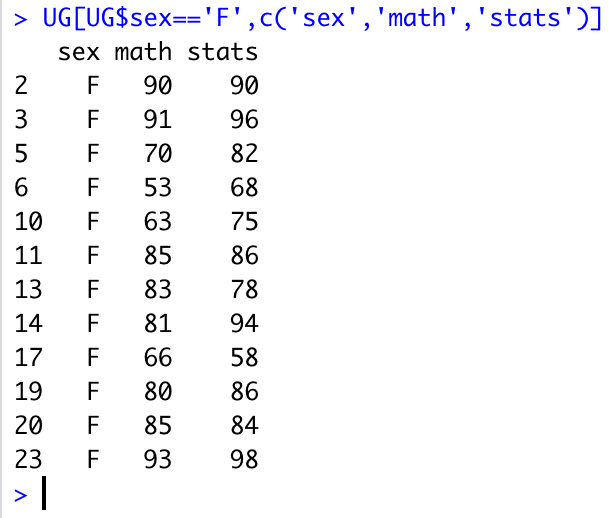 > UG[UG$sex=='F',c('sex','math','stats')]
   sex math stats
2    F   90    90
3    F   91    96
5    F   70    82
6    F   53    68
10   F   63    75
11   F   85    86
13   F   83    78
14   F   81    94
17   F   66    58
19   F   80    86
20   F   85    84
23   F   93    98
>